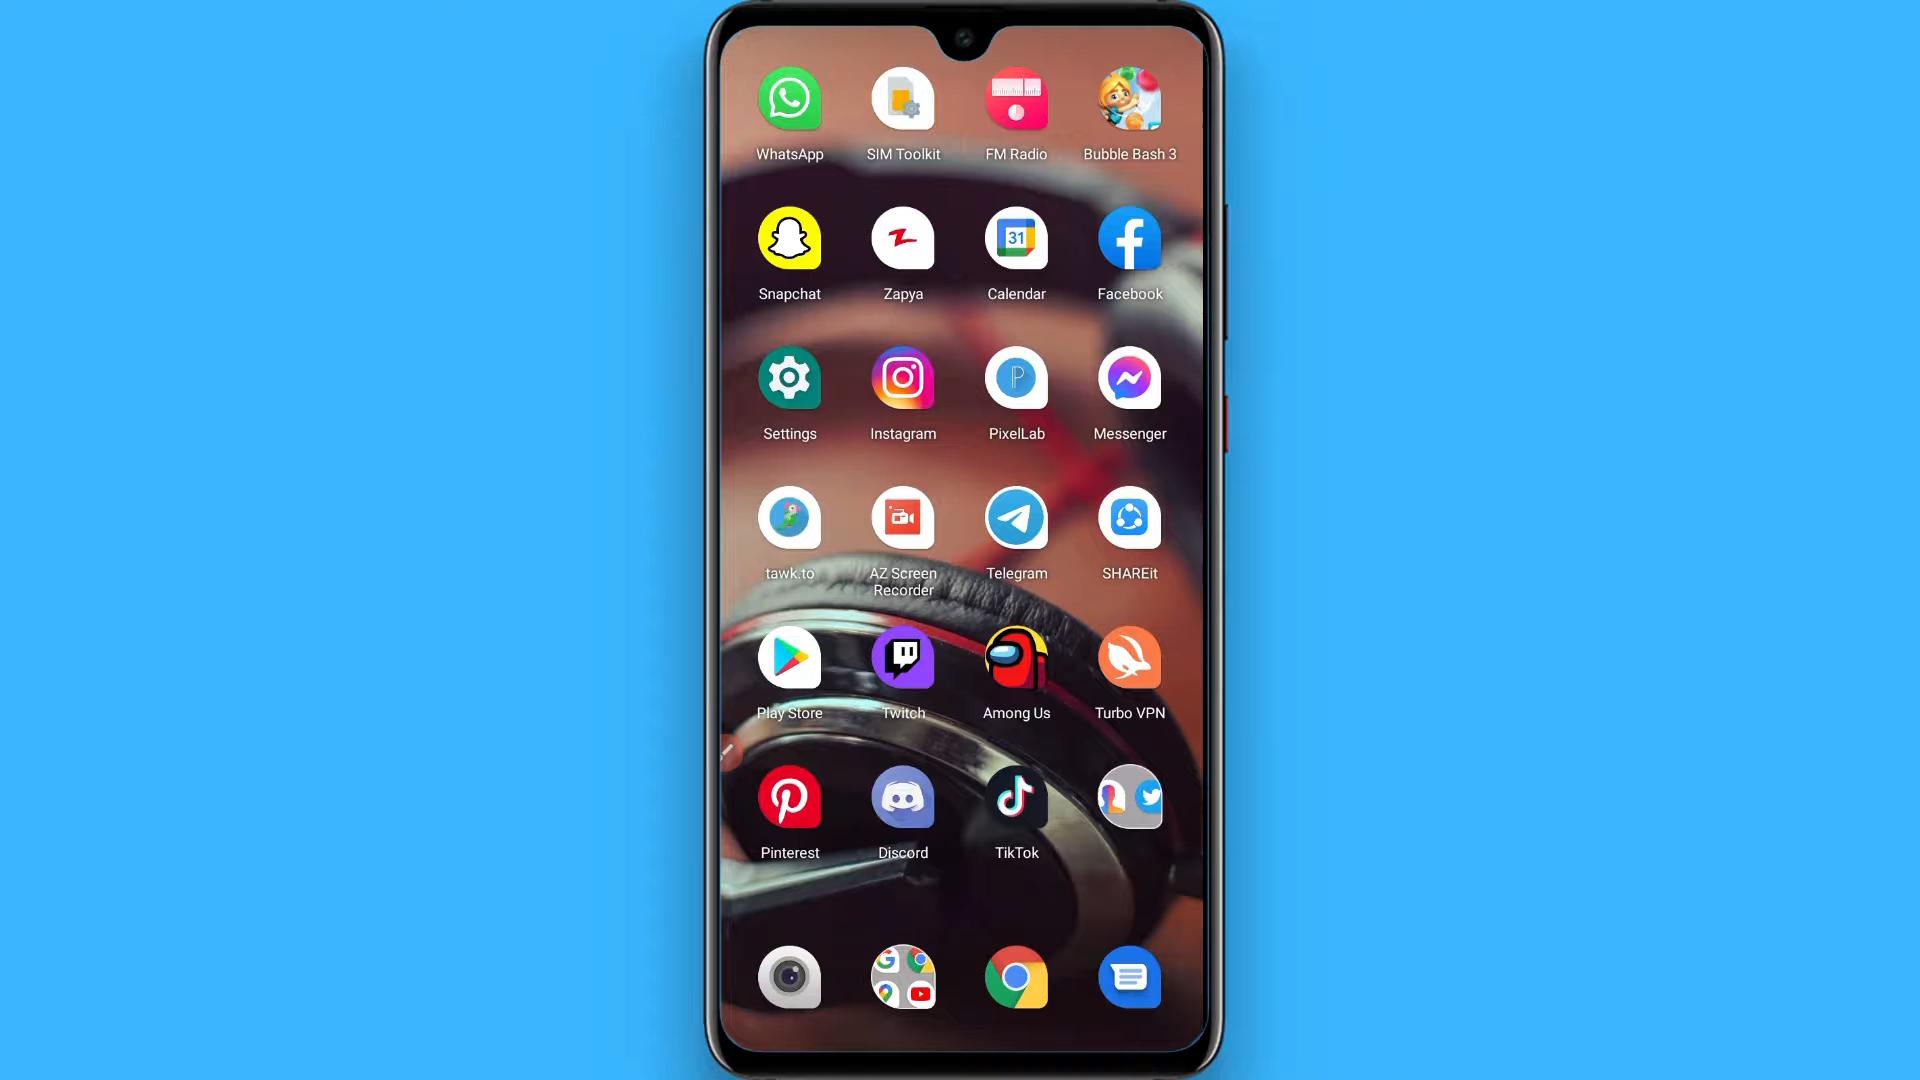 WhatsApp
SIM Toolkit
FM Radio
Bubble Bash 3
31
Snapchat
Zapya
Calendar
Facebook
Settings
Instagram
PixelLab
Messenger
tawk.to
AZ Screen
Recorder
Telegram
SHAREit
Play Store
Twitch
Among Us
Turbo VPN
Pinterest
Discord
TikTok